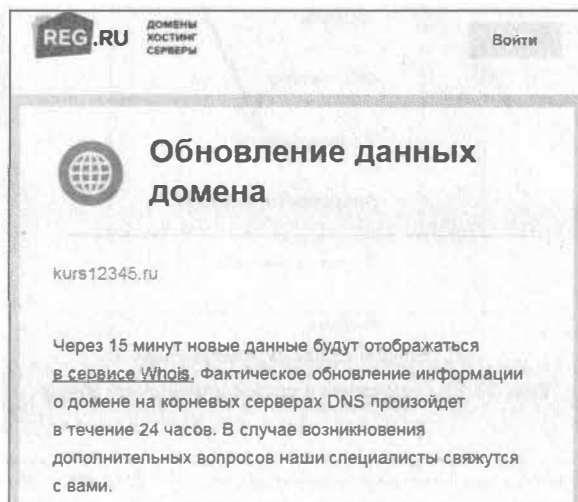 REG.RU
ДОМЕНЫ
ХОСТИНГ
СЕРВЕРЫ
Войти
Обновление данных
домена
kurs12345.ru
Через 15 минут новые данные будут отображаться
в сервисе Whois. Фактическое обновление информации
о домене на корневых серверах DNS произойдет
в течение 24 часов. В случае возникновения
дополнительных вопросов наши специалисты свяжутся
с вами.